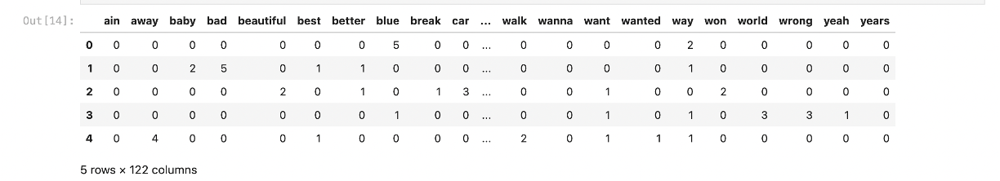 Out[14]:
ain away baby bad beautiful best better blue break car ... walk wanna want wanted way won world wrong yeah years
0 0 0 0 0 0 0 0 5 0 0 ... 0 0 0 0 2 0 0 0 0 0
1 0 0 2 5 0 1 1 0 0 0 ... 0 0 0 0 1 0 0 0 0 0
2 0 0 0 0 2 0 1 0 1 3 ... 0 0 1 0 0 2 0 0 0 0
3 0 0 0 0 0 0 0 1 0 0 ... 0 0 1 0 1 0 3 3 1 0
4 0 4 0 0 0 1 0 0 0 0 ... 2 0 1 1 1 0 0 0 0 0
5 rows × 122 columns